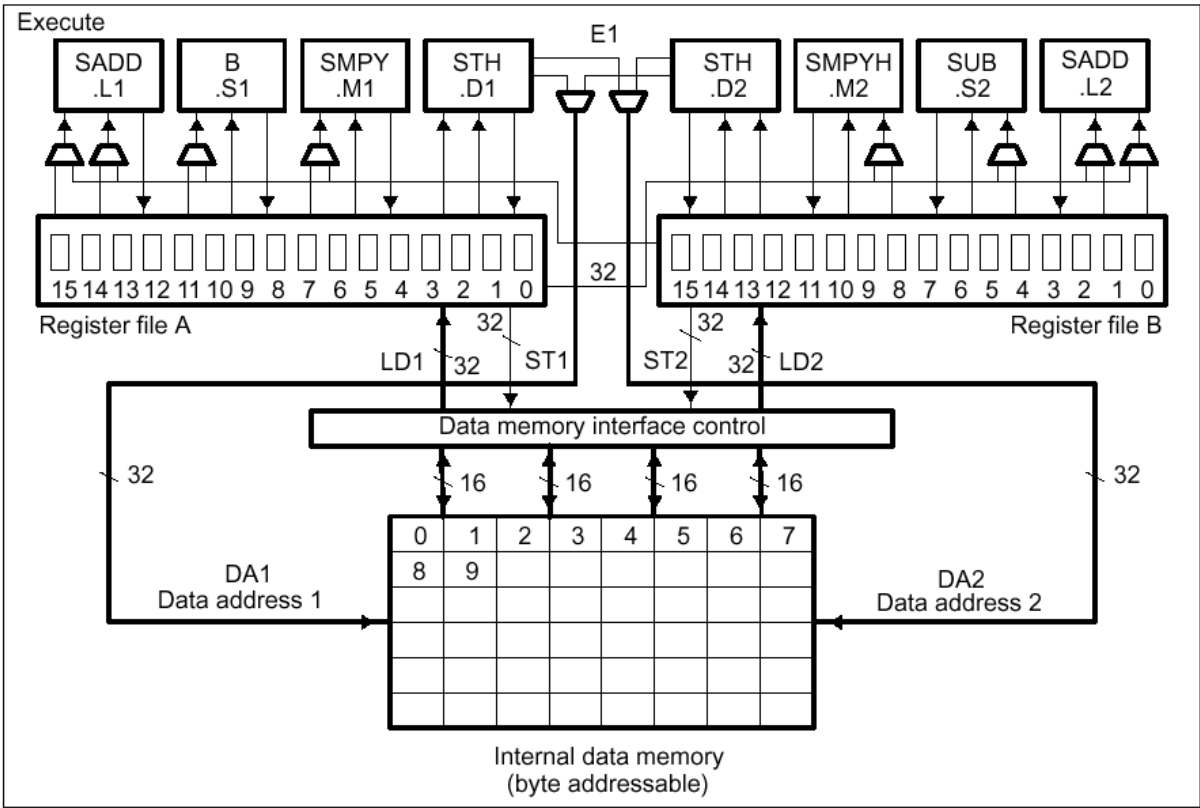 Execute
E1
SADD
.L1
B
.S1
SMPY
.M1
STH
.D1
STH
.D2
SMPYH
.M2
SUB
.S2
SADD
.L2
15 14 13 12 11 10 9 8 7 6 5 4 3 2 1 0
32
15 14 13 12 11 10 9 8 7 6 5 4 3 2 1 0
Register file A
32
32
Register file B
LD1
32
ST1
ST2
32
LD2
Data memory interface control
32
16
16
16
16
32
0 1 2 3 4 5 6 7
8 9
DA1
Data address 1
DA2
Data address 2
Internal data memory
(byte addressable)